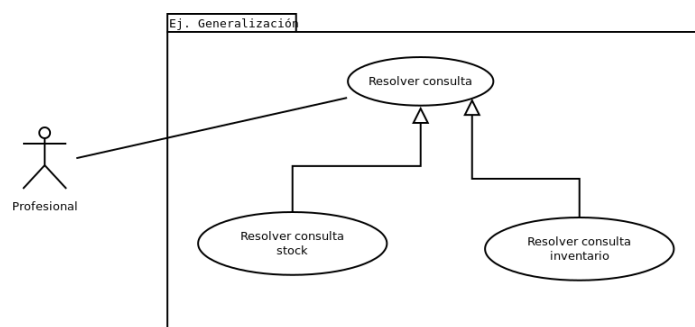 Ej. Generalización
Resolver consulta
Profesional
Resolver consulta
stock
Resolver consulta
inventario